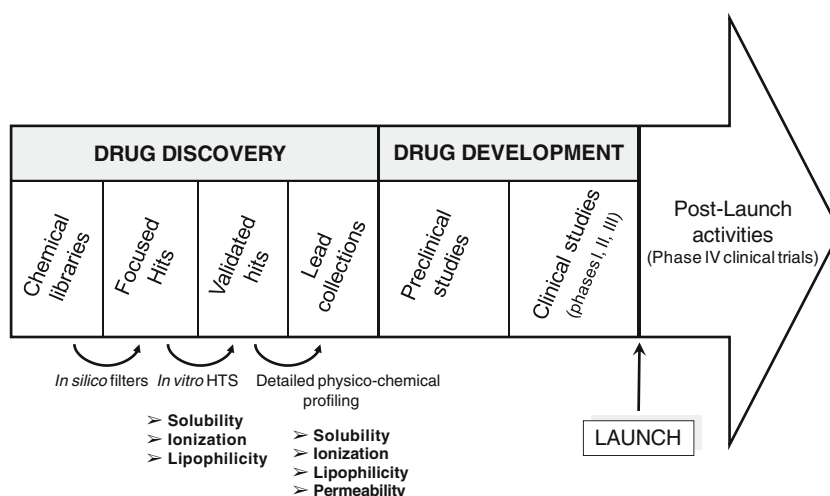 DRUG DISCOVERY
DRUG DEVELOPMENT
Chemical
libraries
Focused
Hits
Validated
hits
Lead
collections
Preclinical
studies
Clinical studies
(phases I, II, III)
Post-Launch
activities
(Phase IV clinical trials)
In silico filters
In vitro HTS
Detailed physico-chemical
profiling
➢ Solubility
➢ Ionization
➢ Lipophilicity
➢ Solubility
➢ Ionization
➢ Lipophilicity
➢ Permeability
LAUNCH